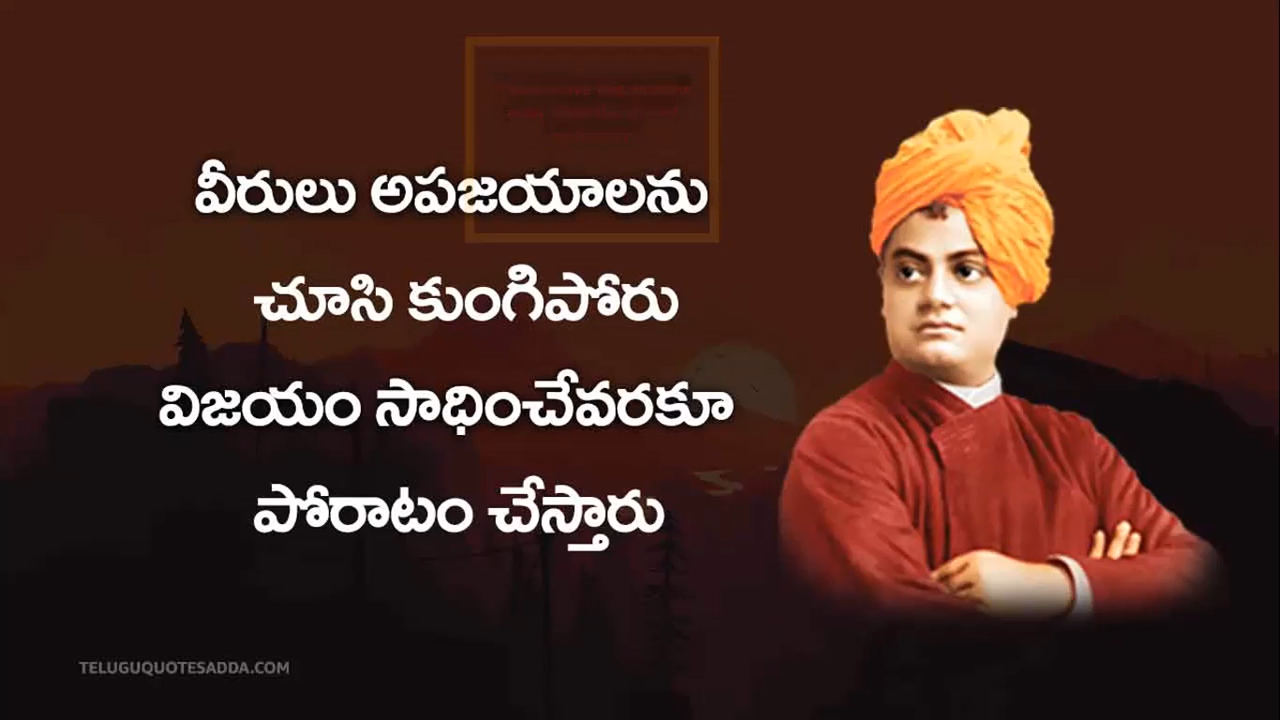 వీరులు అపజయాలను
చూసి కుంగిపోరు
విజయం సాధించేవరకూ
పోరాటం చేస్తారు
TELUGUQUOTESADDA.COM